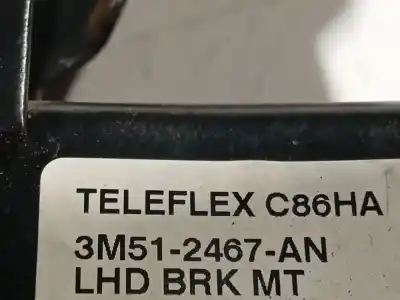 TELEFLEX C86HA
3M51-2467-AN
LHD BRK MT